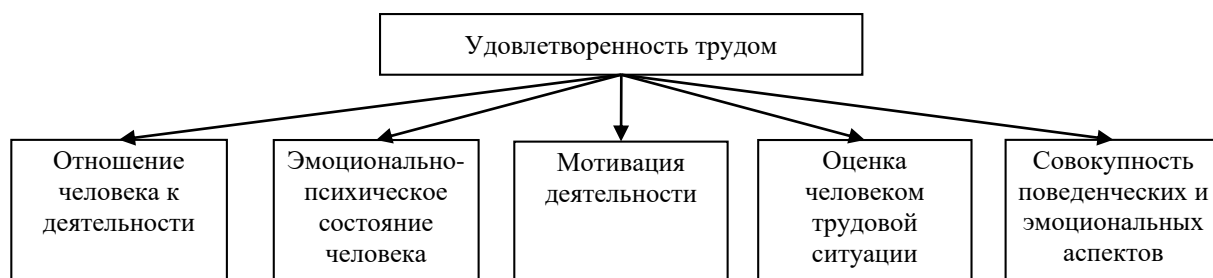 Удовлетворенность трудом
Отношение
человека к
деятельности
Эмоционально-
психическое
состояние
человека
Мотивация
деятельности
Оценка
человеком
трудовой
ситуации
Совокупность
поведенческих и
эмоциональных
аспектов